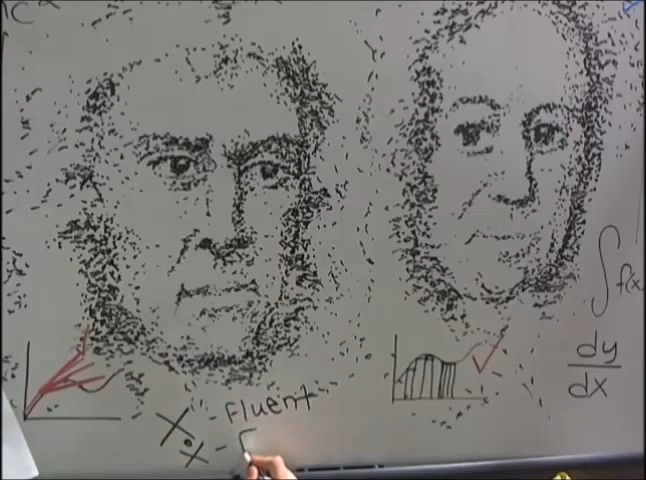 ∫ f(x
dy
dx
X - fluent
ẋ - f